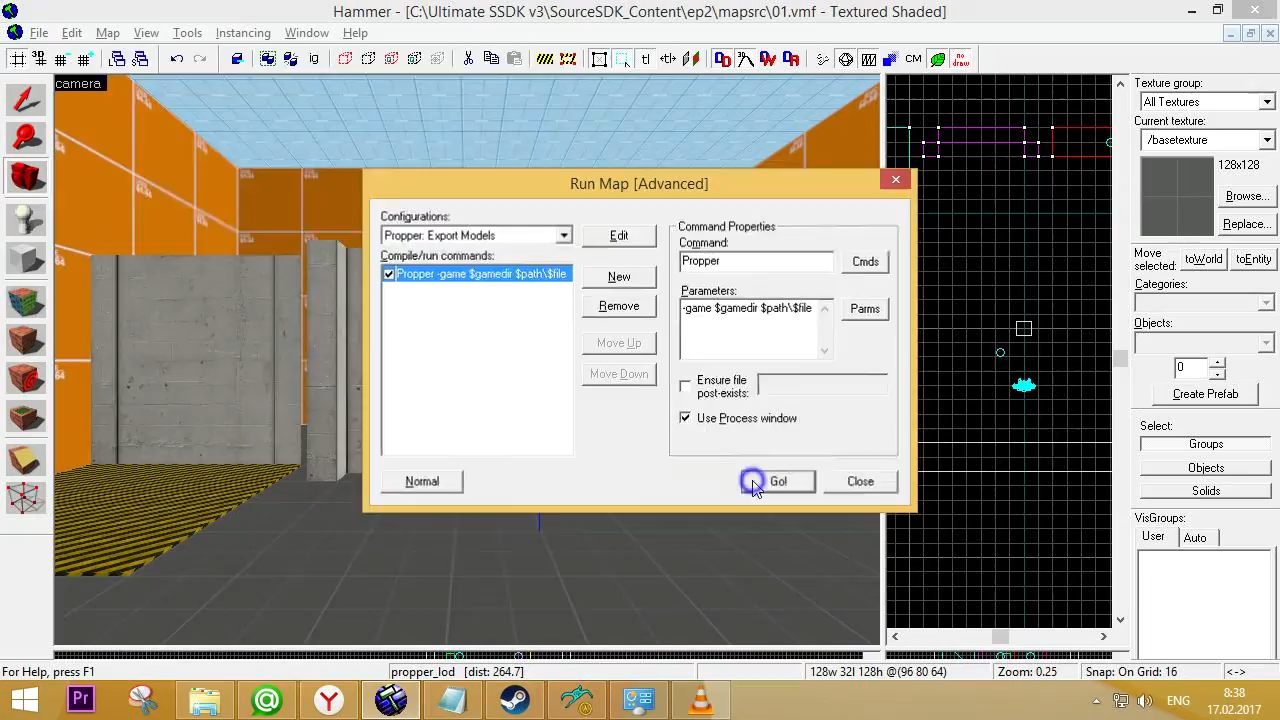 Hammer - [C:\Ultimate SSDK v3\SourceSDK_Content\ep2\mapsrc\01.vmf - Textured Shaded]
File Edit Map View Tools Instancing Window Help
CM
no draw
camera
Texture group:
All Textures
Current texture:
/basetexture
128x128
Browse...
Replace...
Move selected:
toWorld
toEntity
Categories:
Objects:
0
Create Prefab
Select:
Groups
Objects
Solids
VisGroups:
User
Auto
Run Map [Advanced]
Configurations:
Propper: Export Models
Edit
Compile/run commands:
Propper -game $gamedir $path\$file
New
Remove
Move Up
Move Down
Normal
Command Properties
Command:
Propper
Cmds
Parameters:
-game $gamedir $path\$file
Parms
Ensure file
post-exists:
Use Process window
Go!
Close
For Help, press F1
propper_lod [dist: 264.7]
128w 32l 128h @(96 80 64)
Zoom: 0.25
Snap: On Grid: 16
<->
Pr
ENG
8:38
17.02.2017